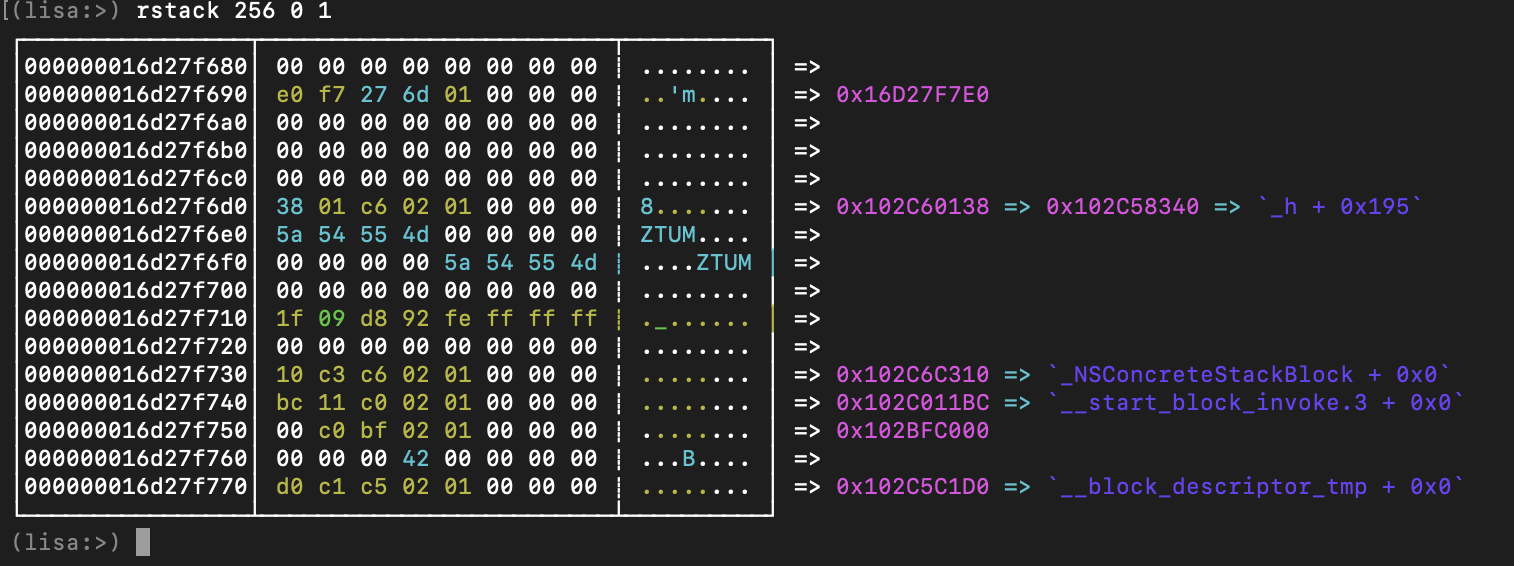 [(lisa:>) rstack 256 0 1
000000016d27f680 00 00 00 00 00 00 00 00 ........ =>
000000016d27f690 e0 f7 27 6d 01 00 00 00 ..'m.... => 0x16D27F7E0
000000016d27f6a0 00 00 00 00 00 00 00 00 ........ =>
000000016d27f6b0 00 00 00 00 00 00 00 00 ........ =>
000000016d27f6c0 00 00 00 00 00 00 00 00 ........ =>
000000016d27f6d0 38 01 c6 02 01 00 00 00 8....... => 0x102C60138 => 0x102C58340 => `_h + 0x195`
000000016d27f6e0 5a 54 55 4d 00 00 00 00 ZTUM.... =>
000000016d27f6f0 00 00 00 00 5a 54 55 4d ....ZTUM =>
000000016d27f700 00 00 00 00 00 00 00 00 ........ =>
000000016d27f710 1f 09 d8 92 fe ff ff ff ._...... =>
000000016d27f720 00 00 00 00 00 00 00 00 ........ =>
000000016d27f730 10 c3 c6 02 01 00 00 00 ........ => 0x102C6C310 => `_NSConcreteStackBlock + 0x0`
000000016d27f740 bc 11 c0 02 01 00 00 00 ........ => 0x102C011BC => `__start_block_invoke.3 + 0x0`
000000016d27f750 00 c0 bf 02 01 00 00 00 ........ => 0x102BFC000
000000016d27f760 00 00 00 42 00 00 00 00 ...B.... =>
000000016d27f770 d0 c1 c5 02 01 00 00 00 ........ => 0x102C5C1D0 => `__block_descriptor_tmp + 0x0`
(lisa:>)